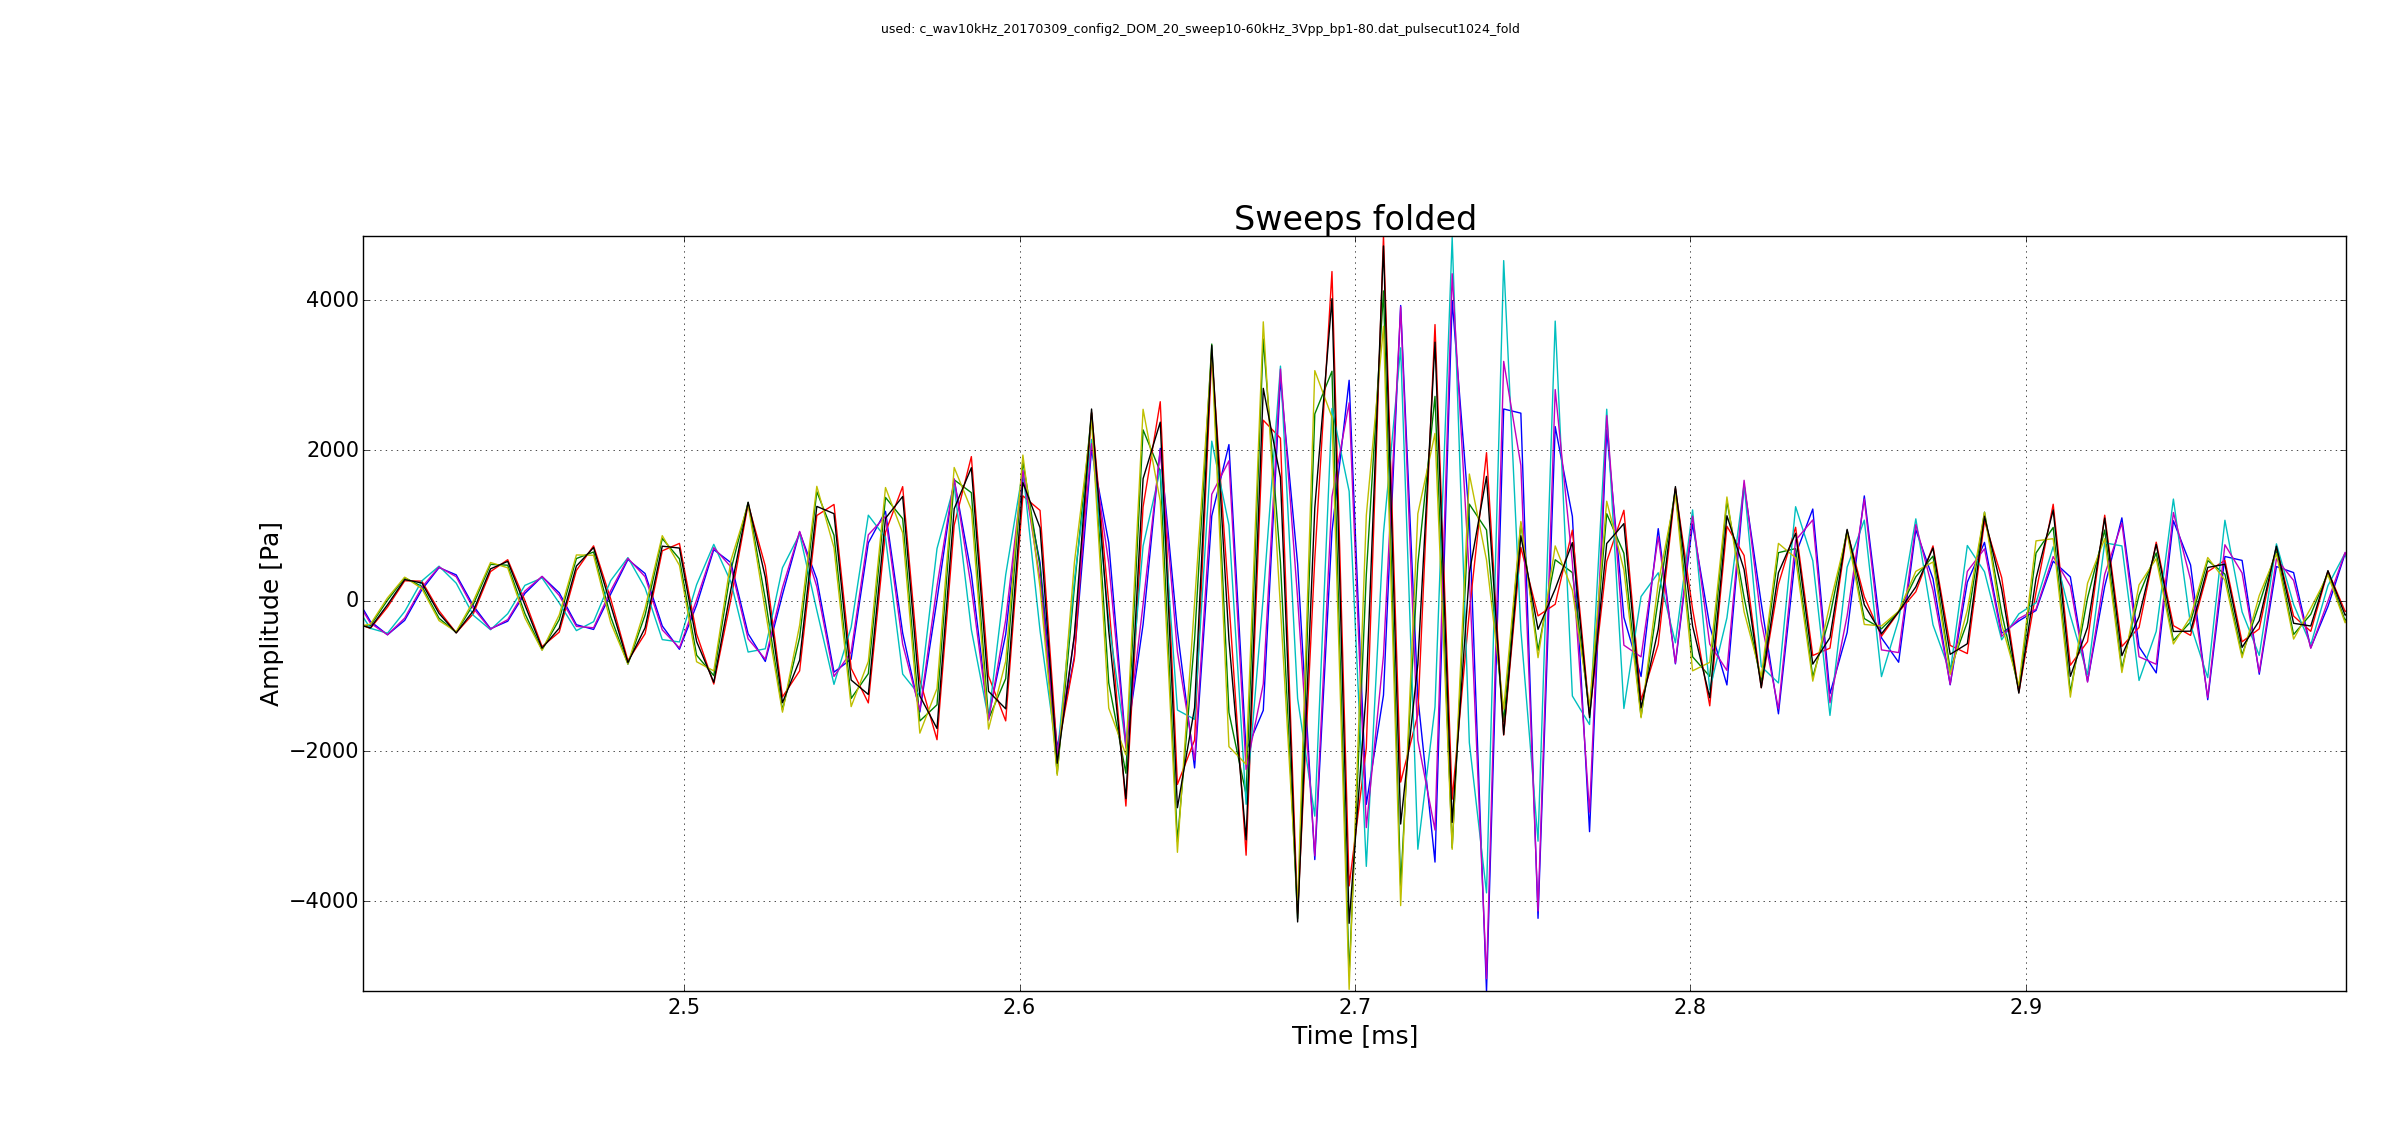 used: c_wav10kHz_20170309_config2_DOM_20_sweep10-60kHz_3Vpp_bp1-80.dat_pulsecut1024_fold
Sweeps folded
4000
2000
0
−2000
−4000
Amplitude [Pa]
2.5 2.6 2.7 2.8 2.9
Time [ms]